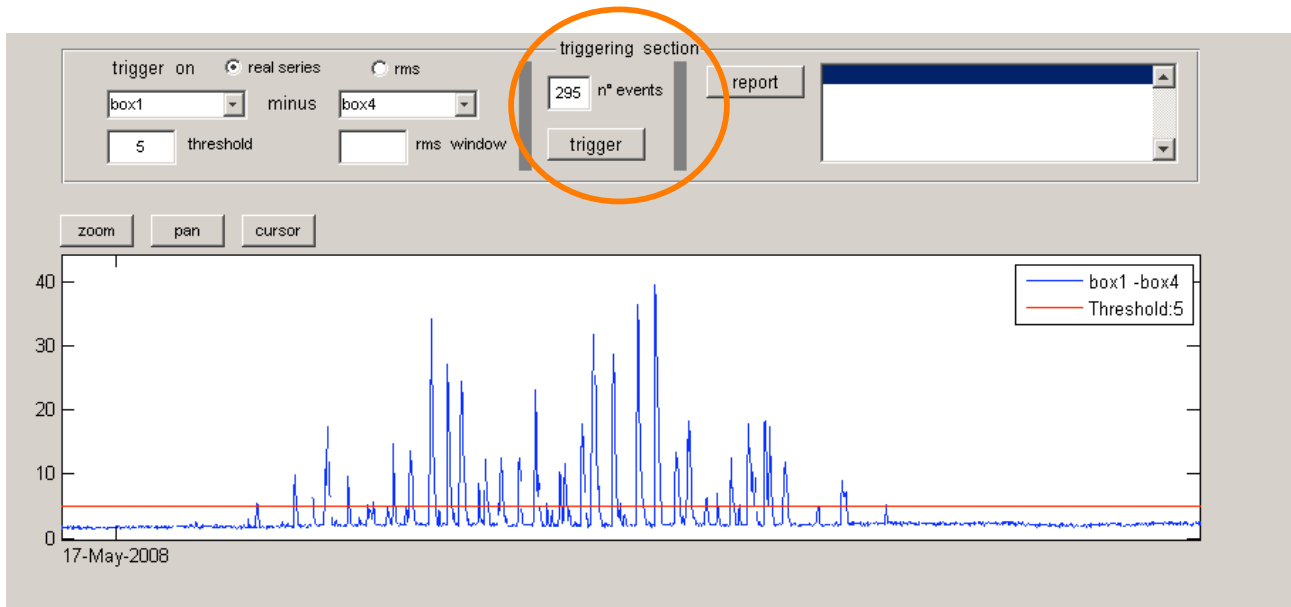 triggering section
trigger on real series rms
295 n° events
report
box1 minus box4
5 threshold
rms window
trigger
zoom pan cursor
box1 -box4
Threshold:5
40
30
20
10
0
17-May-2008